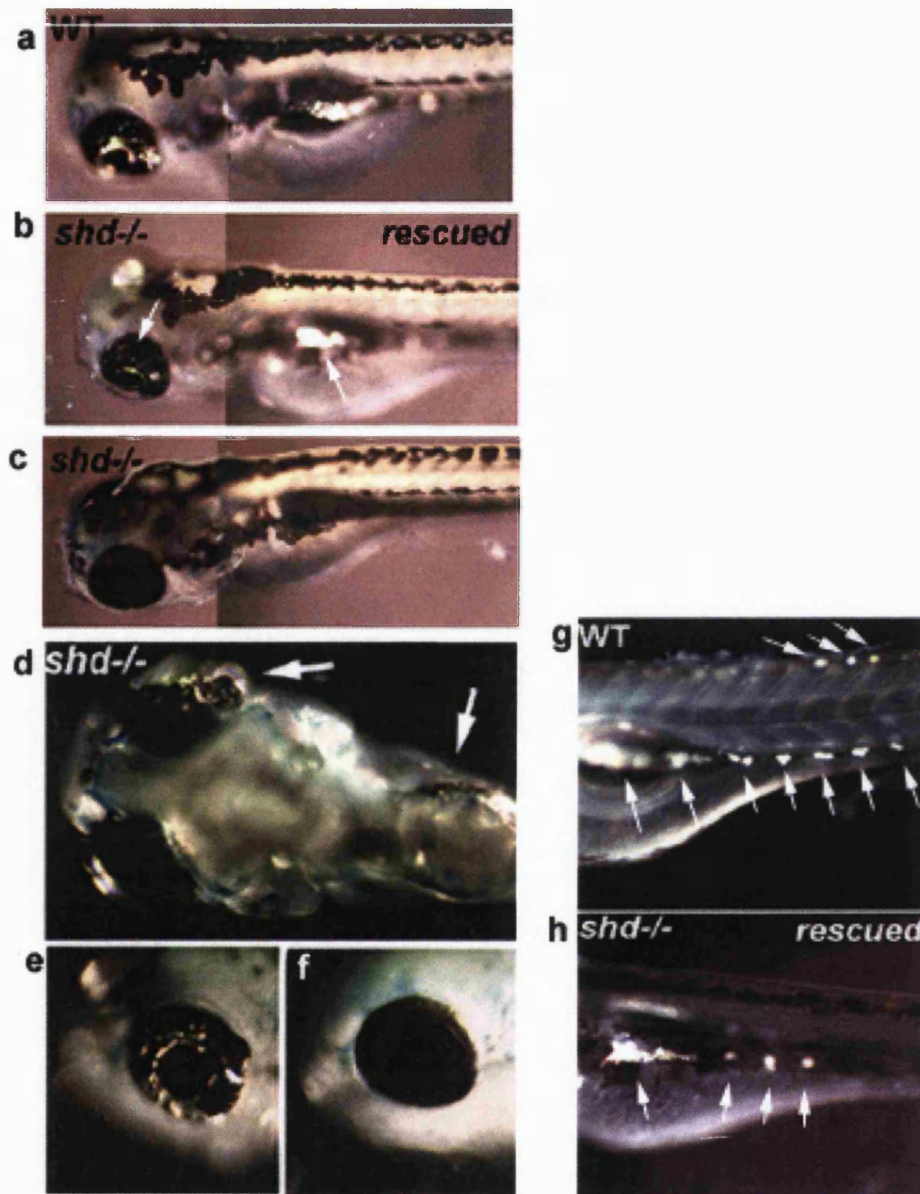 a WT
b shd-/- rescued
c shd-/-
d shd-/-
e
f
g WT
h shd-/- rescued